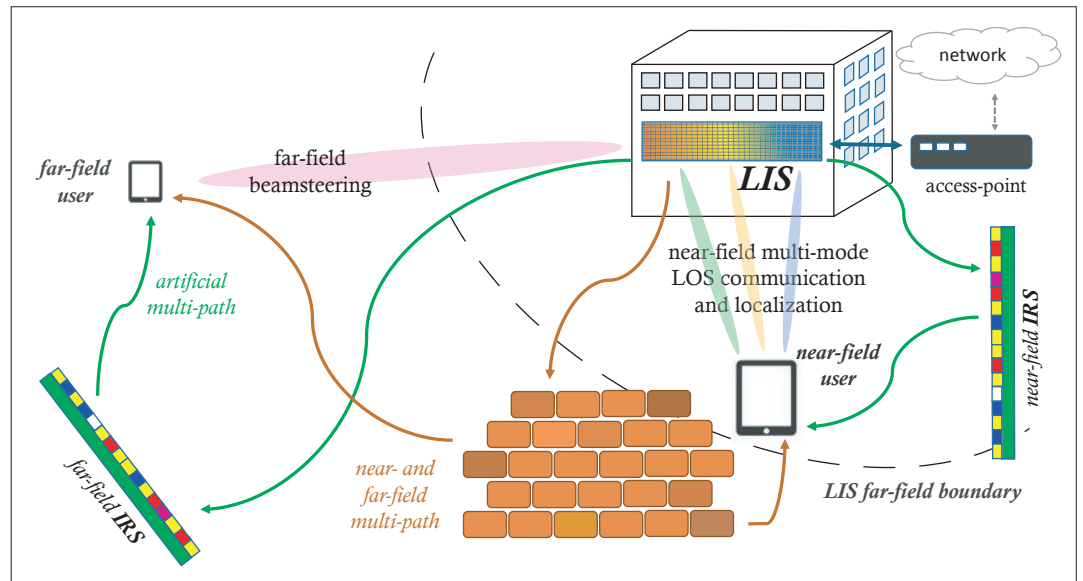 network
far-field
user
far-field
beamsteering
LIS
access-point
near-field multi-mode
LOS communication
and localization
artificial
multi-path
near-field
user
near-field IRS
near- and
far-field
multi-path
far-field IRS
LIS far-field boundary